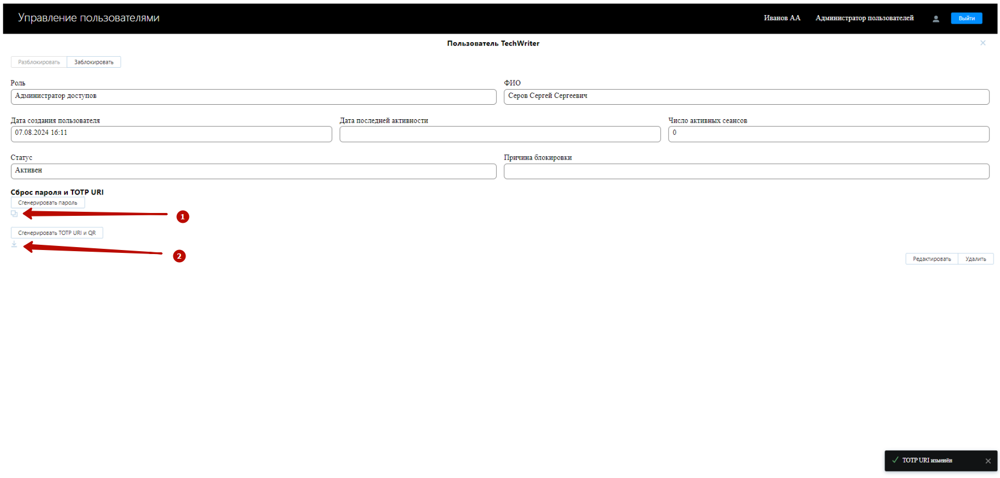 Управление пользователями
Иванов АА Администратор пользователей Выйти
Пользователь TechWriter
Разблокировать Заблокировать
Роль ФИО
Администратор доступов Серов Сергей Сергеевич
Дата создания пользователя Дата последней активности Число активных сеансов
07.08.2024 16:11 0
Статус Причина блокировки
Активен
Сброс пароля и TOTP URI
Сгенерировать пароль
1
Сгенерировать TOTP URI и QR
2
Редактировать Удалить
TOTP URI изменён